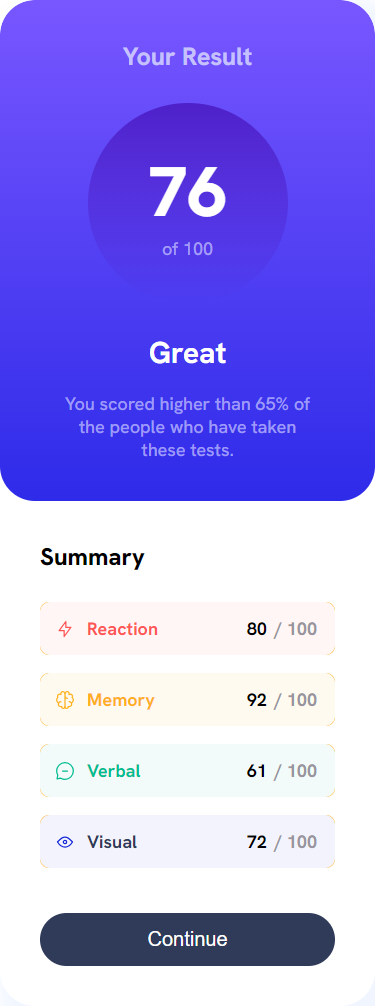 Your Result
76
of 100
Great
You scored higher than 65% of
the people who have taken
these tests.
Summary
Reaction 80 / 100
Memory 92 / 100
Verbal 61 / 100
Visual 72 / 100
Continue